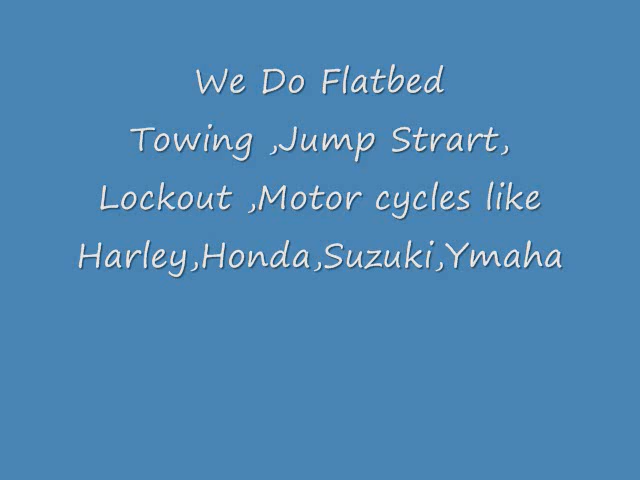 We Do Flatbed
Towing ,Jump Strart,
Lockout ,Motor cycles like
Harley,Honda,Suzuki,Ymaha